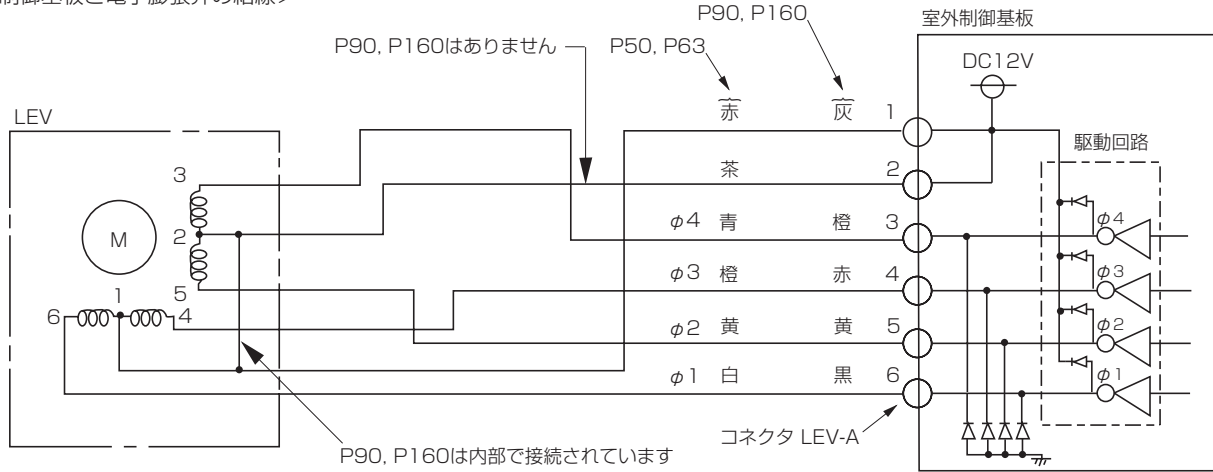 制御基板と電子膨張弁の結線>
P90, P160
室外制御基板
P90, P160はありません
P50, P63
DC12V
LEV
赤
灰
1
駆動回路
3
茶
2
φ4
青
橙
3
φ4
M
2
φ3
橙
赤
4
φ3
5
1
6
4
φ2
黄
黄
5
φ2
φ1
白
黒
6
φ1
コネクタ LEV-A
P90, P160は内部で接続されています